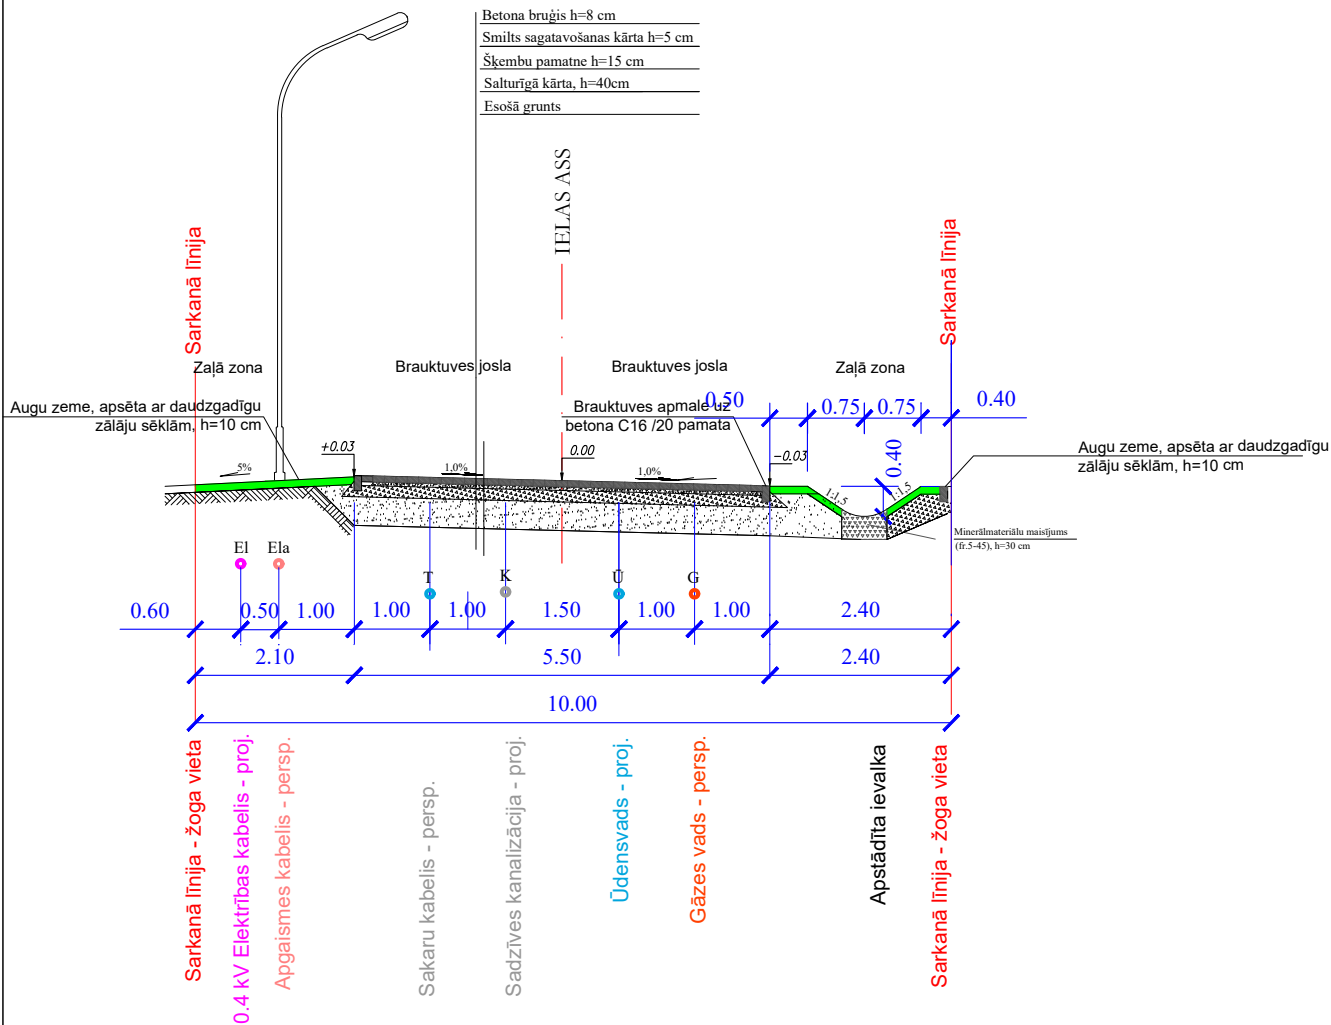 Betona bruģis h=8 cm
Smilts sagatavošanas kārta h=5 cm
Šķembu pamatne h=15 cm
Salturīgā kārta, h=40cm
Esošā grunts
IELAS ASS
Sarkanā līnija
Sarkanā līnija
Zaļā zona
Brauktuves josla
Brauktuves josla
Zaļā zona
Augu zeme, apsēta ar daudzgadīgu
zālāju sēklām, h=10 cm
Brauktuves apmale uz
betona C16 /20 pamata
0.50
0.75
0.75
0.40
0.40
Augu zeme, apsēta ar daudzgadīgu
zālāju sēklām, h=10 cm
+0.03
0.00
-0.03
5%
1,0%
1,0%
1:1.5
1:1.5
Minerālmateriālu maisījums
(fr.5-45), h=30 cm
El
Ela
T
K
Ū
G
0.60
0.50
1.00
1.00
1.00
1.50
1.00
1.00
2.40
2.10
5.50
2.40
10.00
Sarkanā līnija - žoga vieta
0.4 kV Elektrības kabelis - proj.
Apgaismes kabelis - persp.
Sakaru kabelis - persp.
Sadzīves kanalizācija - proj.
Ūdensvads - proj.
Gāzes vads - persp.
Apstādīta ievalka
Sarkanā līnija - žoga vieta